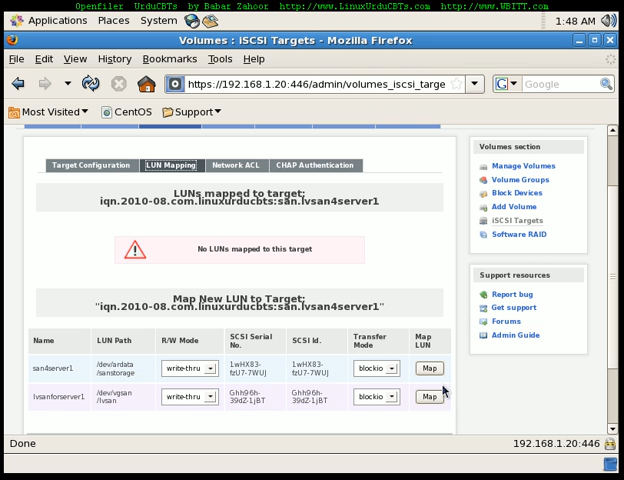 Openfiler UrduCBTs by Babar Zahoor http://www.LinuxUrduCBTs.com http://www.WBITT.com
Applications Places System 1:48 AM
Volumes : iSCSI Targets - Mozilla Firefox
File Edit View History Bookmarks Tools Help
https://192.168.1.20:446/admin/volumes_iscsi_targe Google
Most Visited CentOS Support
Target Configuration LUN Mapping Network ACL CHAP Authentication
LUNs mapped to target:
iqn.2010-08.com.linuxurducbts:san.lvsan4server1
No LUNs mapped to this target
Map New LUN to Target:
"iqn.2010-08.com.linuxurducbts:san.lvsan4server1"
Name LUN Path R/W Mode SCSI Serial No. SCSI Id. Transfer Mode Map LUN
san4server1 /dev/ardata/sanstorage write-thru 1wHX83-fzU7-7WUJ 1wHX83-fzU7-7WUJ blockio Map
lvsanforserver1 /dev/vgsan/lvsan write-thru Ghh96h-39dZ-1jBT Ghh96h-39dZ-1jBT blockio Map
Volumes section
Manage Volumes
Volume Groups
Block Devices
Add Volume
iSCSI Targets
Software RAID
Support resources
Report bug
Get support
Forums
Admin Guide
Done 192.168.1.20:446